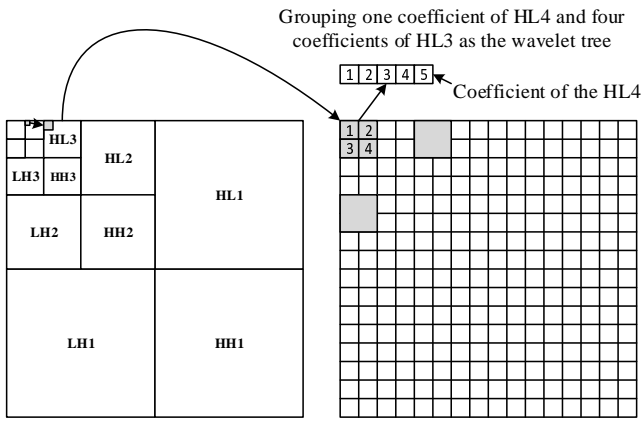 Grouping one coefficient of HL4 and four
coefficients of HL3 as the wavelet tree
1 2 3 4 5
Coefficient of the HL4
1 2
3 4
HL3
HL2
LH3 HH3
HL1
LH2 HH2
LH1 HH1